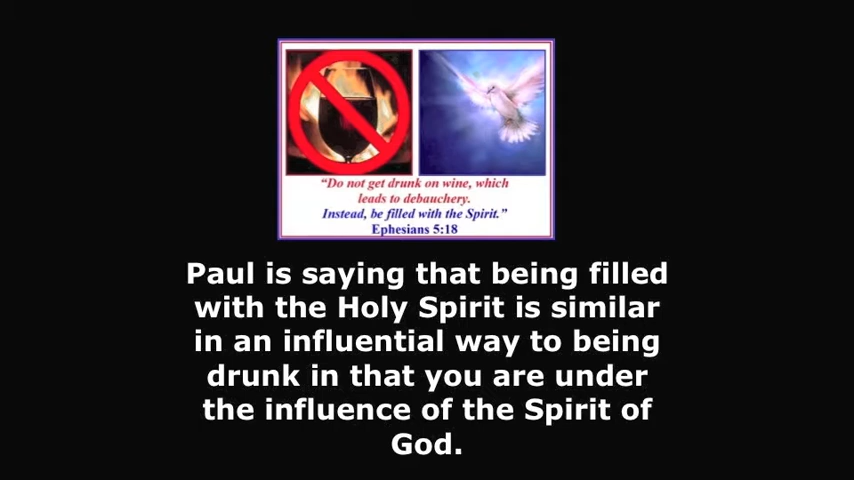 “Do not get drunk on wine, which
leads to debauchery.
Instead, be filled with the Spirit.”
Ephesians 5:18
Paul is saying that being filled
with the Holy Spirit is similar
in an influential way to being
drunk in that you are under
the influence of the Spirit of
God.